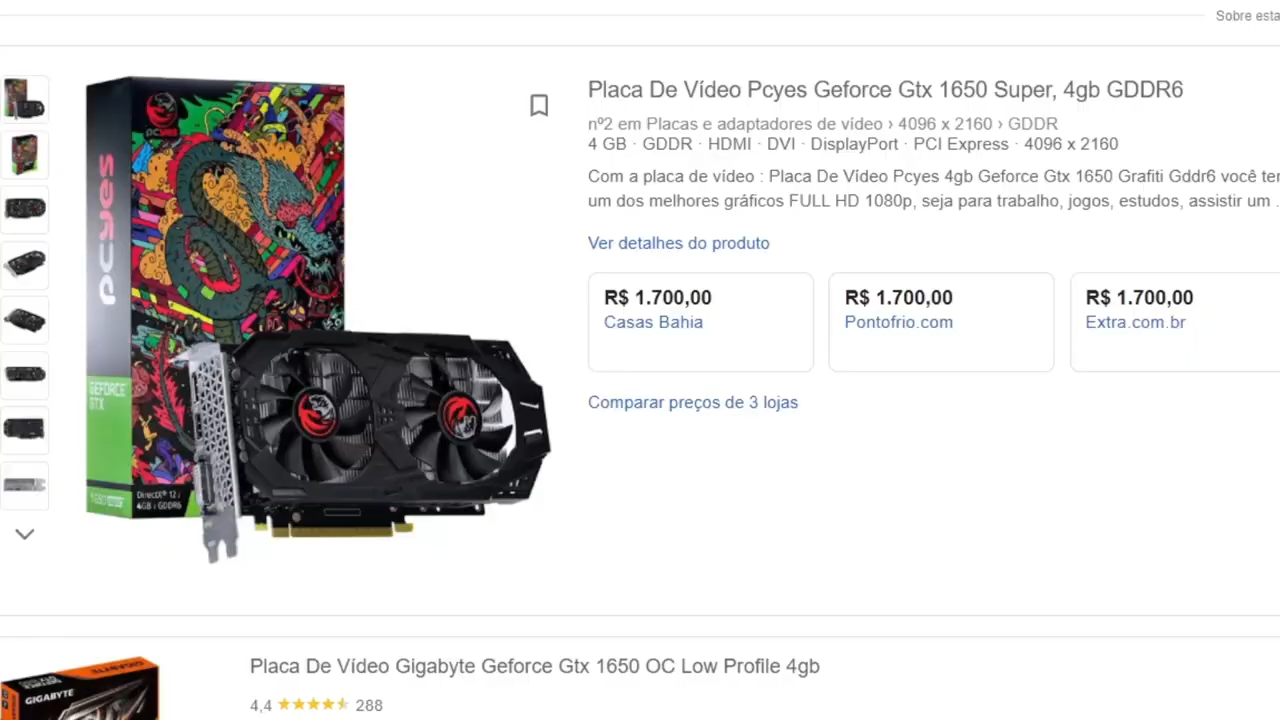 Sobre esta
Placa De Vídeo Pcyes Geforce Gtx 1650 Super, 4gb GDDR6
nº2 em Placas e adaptadores de vídeo › 4096 x 2160 › GDDR
4 GB · GDDR · HDMI · DVI · DisplayPort · PCI Express · 4096 x 2160
Com a placa de vídeo : Placa De Vídeo Pcyes 4gb Geforce Gtx 1650 Grafiti Gddr6 você ter
um dos melhores gráficos FULL HD 1080p, seja para trabalho, jogos, estudos, assistir um .
Ver detalhes do produto
R$ 1.700,00
Casas Bahia
R$ 1.700,00
Pontofrio.com
R$ 1.700,00
Extra.com.br
Comparar preços de 3 lojas
pcyes
pcyes
GEFORCE
GTX
DirectX® 12
4GB | GDDR6
Placa De Vídeo Gigabyte Geforce Gtx 1650 OC Low Profile 4gb
4,4
288
GIGABYTE